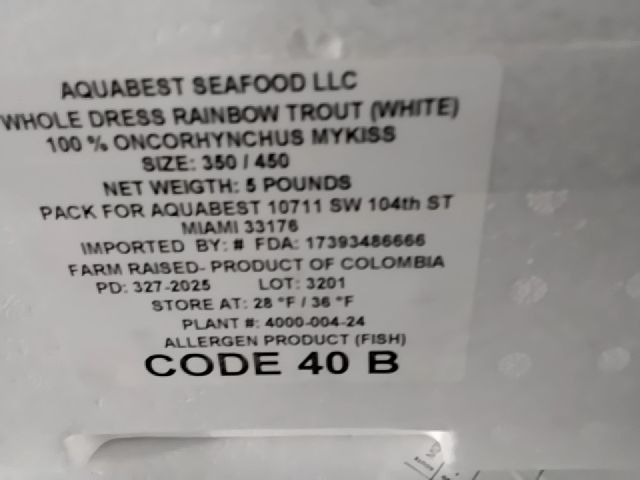 AQUABEST SEAFOOD LLC
WHOLE DRESS RAINBOW TROUT (WHITE)
100 % ONCORHYNCHUS MYKISS
SIZE: 350 / 450
NET WEIGTH: 5 POUNDS
PACK FOR AQUABEST 10711 SW 104th ST
MIAMI 33176
IMPORTED BY: # FDA: 17393486666
FARM RAISED- PRODUCT OF COLOMBIA
PD: 327-2025 LOT: 3201
STORE AT: 28 °F / 36 °F
PLANT #: 4000-004-24
ALLERGEN PRODUCT (FISH)
CODE 40 B